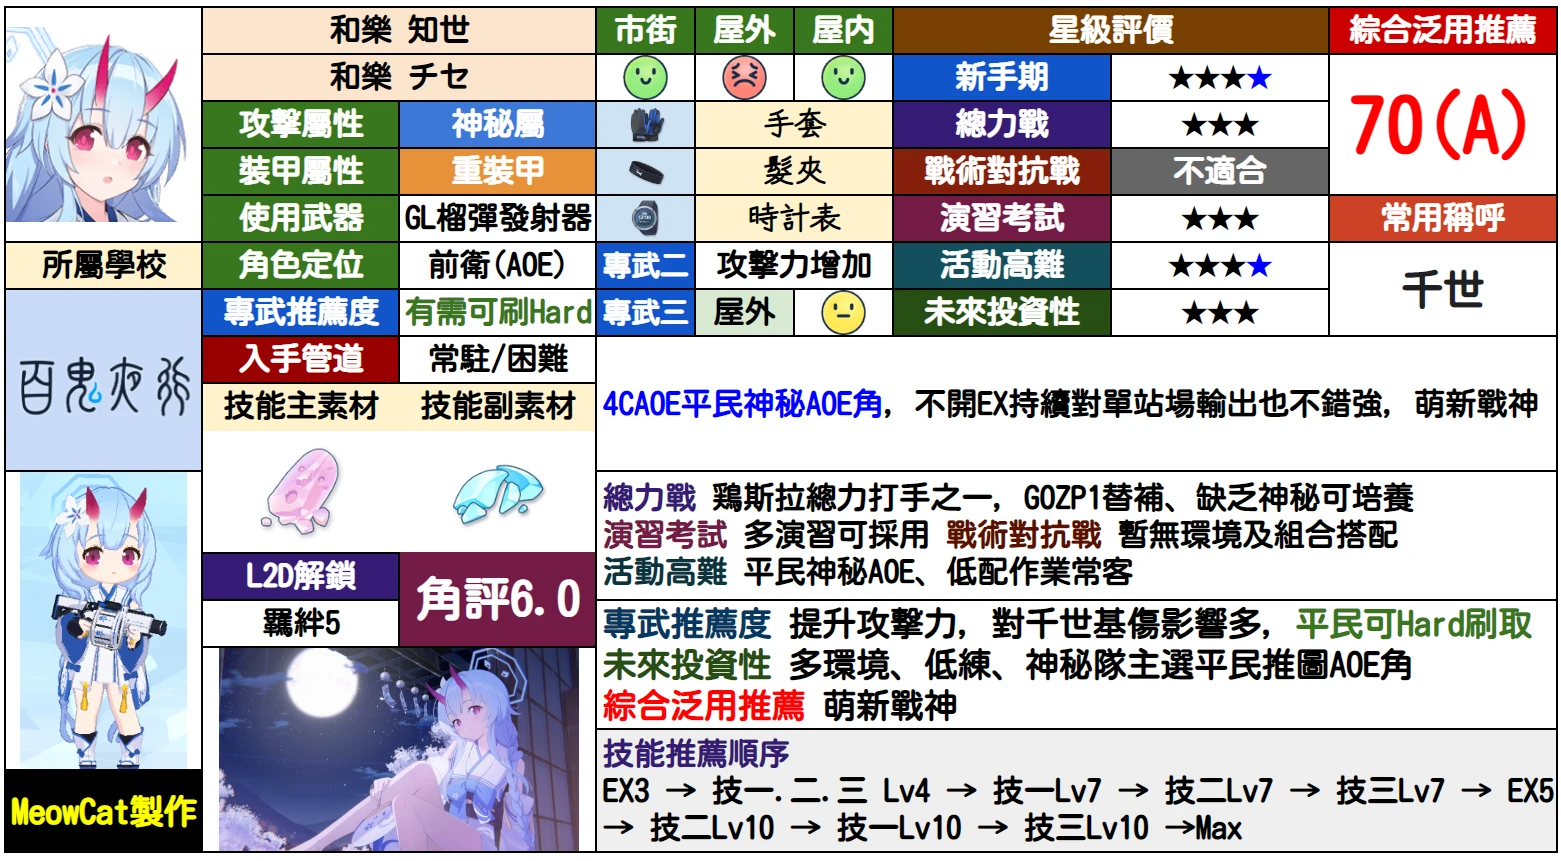 和樂 知世
市街
屋外
屋內
星級評價
綜合泛用推薦
和樂 チセ
新手期
★★★★
70(A)
攻擊屬性
神秘屬
手套
總力戰
★★★
裝甲屬性
重裝甲
髮夾
戰術對抗戰
不適合
使用武器
GL榴彈發射器
時計表
演習考試
★★★
常用稱呼
所屬學校
角色定位
前衛(AOE)
專武二
攻擊力增加
活動高難
★★★★
千世
百鬼夜行
專武推薦度
有需可刷Hard
專武三
屋外
未來投資性
★★★
入手管道
常駐/困難
技能主素材
技能副素材
4CAOE平民神秘AOE角, 不開EX持續對單站場輸出也不錯強, 萌新戰神
總力戰 鶏斯拉總力打手之一, GOZP1替補、缺乏神秘可培養
演習考試 多演習可採用 戰術對抗戰 暫無環境及組合搭配
活動高難 平民神秘AOE、低配作業常客
L2D解鎖
角評6.0
羈絆5
專武推薦度 提升攻擊力, 對千世基傷影響多, 平民可Hard刷取
未來投資性 多環境、低練、神秘隊主選平民推圖AOE角
綜合泛用推薦 萌新戰神
技能推薦順序
EX3 → 技一.二.三 Lv4 → 技一Lv7 → 技二Lv7 → 技三Lv7 → EX5
→ 技二Lv10 → 技一Lv10 → 技三Lv10 →Max
MeowCat製作